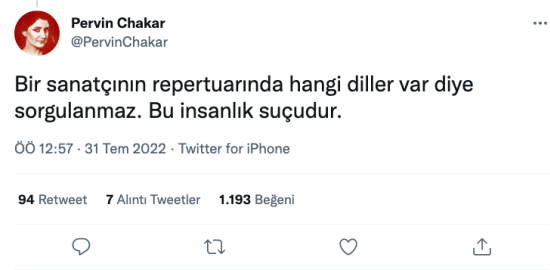 Pervin Chakar
@PervinChakar
Bir sanatçının repertuarında hangi diller var diye
sorgulanmaz. Bu insanlık suçudur.
ÖÖ 12:57 · 31 Tem 2022 · Twitter for iPhone
94 Retweet 7 Alıntı Tweetler 1.193 Beğeni